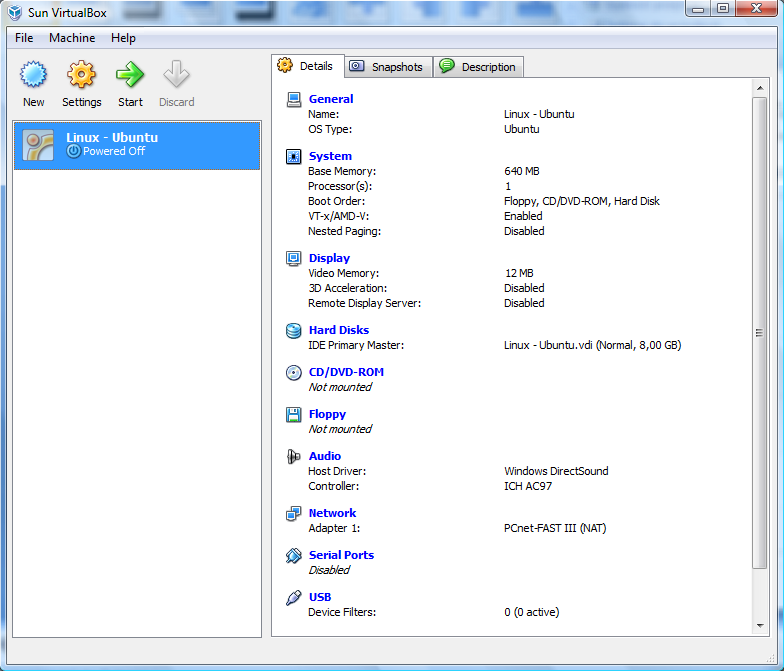 Sun VirtualBox
File Machine Help
New Settings Start Discard
Linux - Ubuntu
Powered Off
Details Snapshots Description
General
Name: Linux - Ubuntu
OS Type: Ubuntu
System
Base Memory: 640 MB
Processor(s): 1
Boot Order: Floppy, CD/DVD-ROM, Hard Disk
VT-x/AMD-V: Enabled
Nested Paging: Disabled
Display
Video Memory: 12 MB
3D Acceleration: Disabled
Remote Display Server: Disabled
Hard Disks
IDE Primary Master: Linux - Ubuntu.vdi (Normal, 8,00 GB)
CD/DVD-ROM
Not mounted
Floppy
Not mounted
Audio
Host Driver: Windows DirectSound
Controller: ICH AC97
Network
Adapter 1: PCnet-FAST III (NAT)
Serial Ports
Disabled
USB
Device Filters: 0 (0 active)